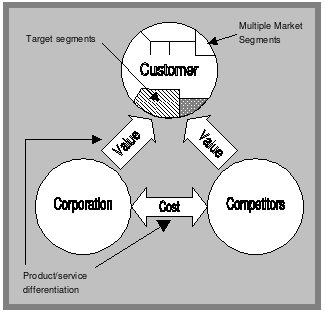 Multiple Market
Segments
Target segments
Customer
Value
Value
Corporation
Cost
Competitors
Product/service
differentiation